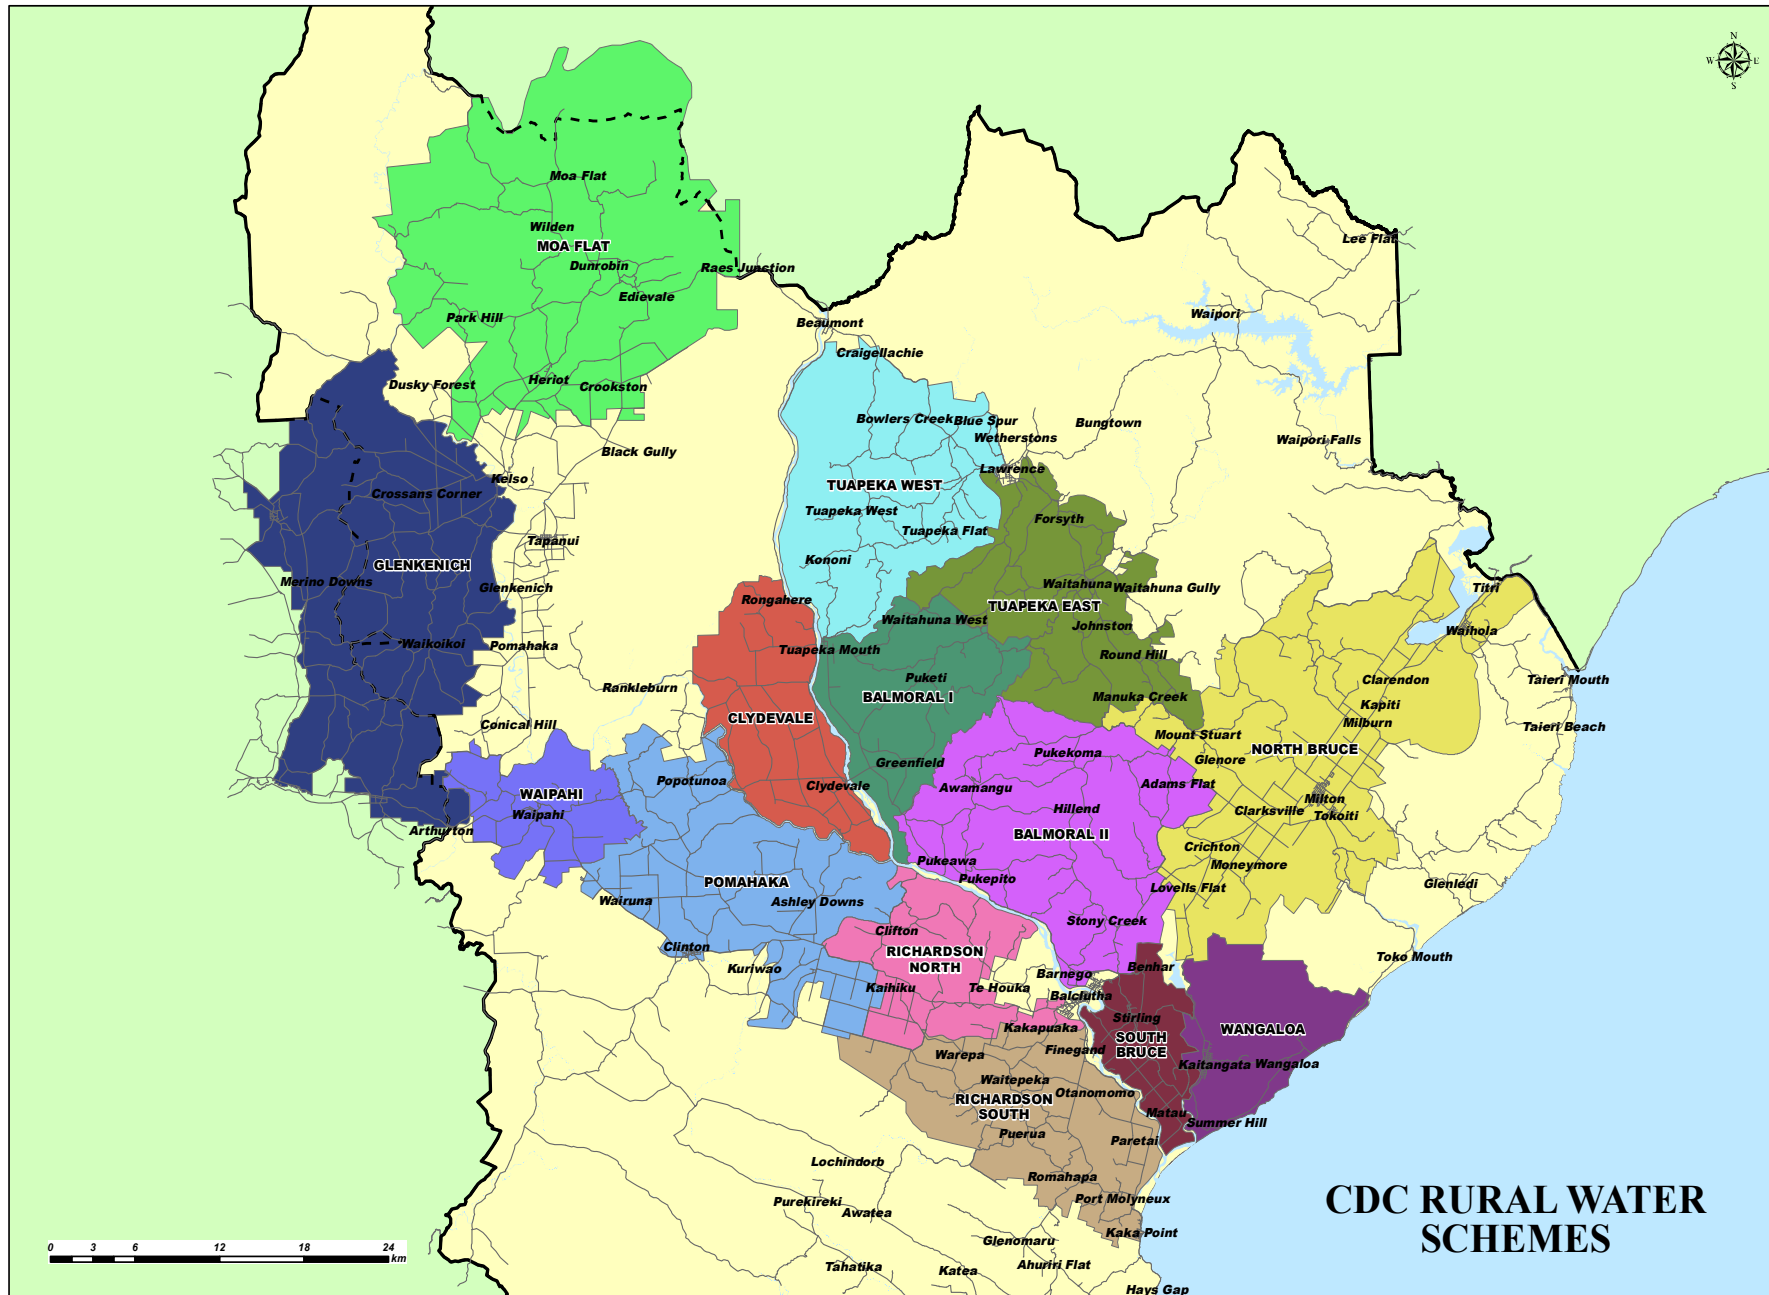 N
W E
S
Lee Flat
Moa Flat
Wilden
MOA FLAT
Dunrobin
Raes Junction
Edievale
Park Hill
Beaumont
Waipori
Craigellachie
Dusky Forest
Heriot
Crookston
Bowlers Creek
Blue Spur
Bungtown
Wetherstons
Waipori Falls
Black Gully
Lawrence
Kelso
TUAPEKA WEST
Crossans Corner
Tuapeka West
Forsyth
Tuapeka Flat
Tapanui
Kononi
GLENKENICH
Merino Downs
Glenkenich
Waitahuna
Waitahuna Gully
Titri
Rongahere
TUAPEKA EAST
Waitahuna West
Johnston
Waihola
Waikoikoi
Pomahaka
Tuapeka Mouth
Round Hill
Puketi
Clarendon
Taieri Mouth
Rankleburn
BALMORAL I
Manuka Creek
Kapiti
Conical Hill
CLYDEVALE
Milburn
Taieri Beach
Mount Stuart
NORTH BRUCE
Pukekoma
Glenore
Greenfield
Popotunoa
Clydevale
Awamangu
Adams Flat
WAIPAHI
Waipahi
Hillend
Milton
Clarksville
Tokoiti
Arthurton
BALMORAL II
Crichton
Pukeawa
Moneymore
POMAHAKA
Pukepito
Lovells Flat
Glenledi
Wairuna
Ashley Downs
Stony Creek
Clifton
Clinton
RICHARDSON
NORTH
Toko Mouth
Kuriwao
Barnego
Benhar
Kaihiku
Te Houka
Balclutha
Stirling
Kakapuaka
WANGALOA
SOUTH
BRUCE
Warepa
Finegand
Kaitangata
Wangaloa
Waitepeka
Otanomomo
RICHARDSON
SOUTH
Matau
Summer Hill
Puerua
Paretai
Lochindorb
Romahapa
Port Molyneux
Purekireki
Awatea
Kaka Point
Glenomaru
Tahatika
Katea
Ahuriri Flat
Hays Gap
CDC RURAL WATER
SCHEMES
0 3 6 12 18 24
km